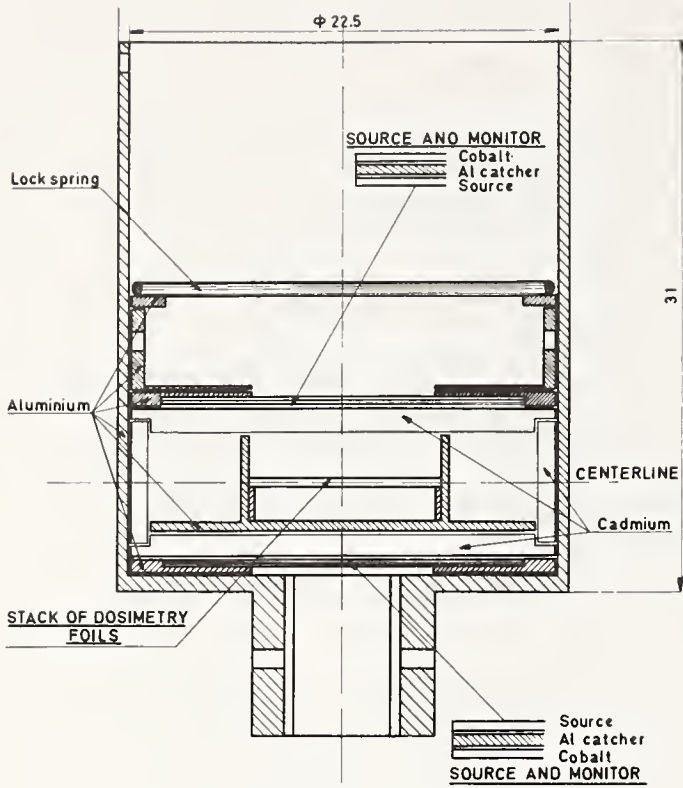 Φ 22.5
SOURCE ANO MONITOR
Cobalt
Al catcher
Source
Lock spring
31
Aluminium
CENTERLINE
Cadmium
STACK OF DOSIMETRY
FOILS
Source
Al catcher
Cobalt
SOURCE AND MONITOR